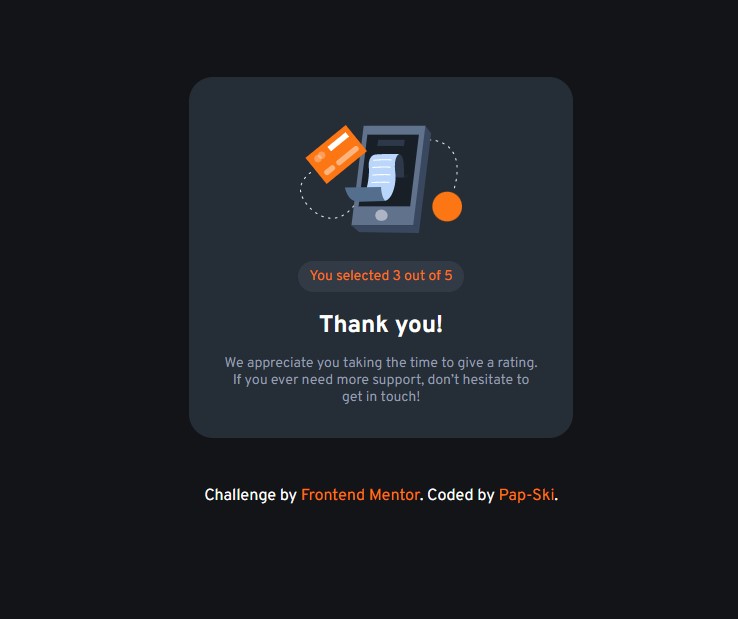 You selected 3 out of 5
Thank you!
We appreciate you taking the time to give a rating.
If you ever need more support, don't hesitate to
get in touch!
Challenge by Frontend Mentor. Coded by Pap-Ski.